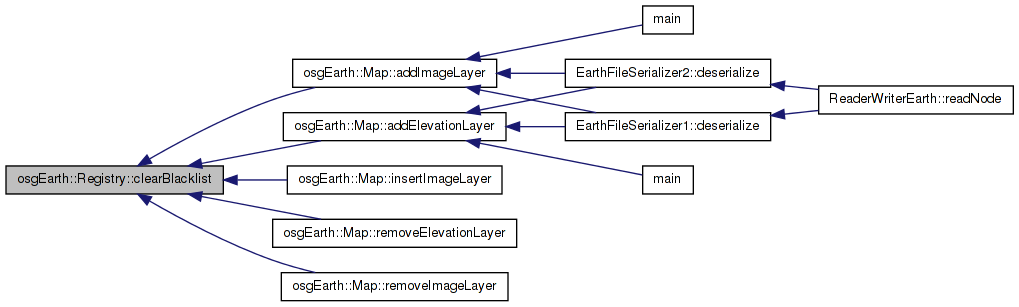 main
osgEarth::Map::addImageLayer
EarthFileSerializer2::deserialize
ReaderWriterEarth::readNode
osgEarth::Map::addElevationLayer
EarthFileSerializer1::deserialize
osgEarth::Registry::clearBlacklist
osgEarth::Map::insertImageLayer
main
osgEarth::Map::removeElevationLayer
osgEarth::Map::removeImageLayer